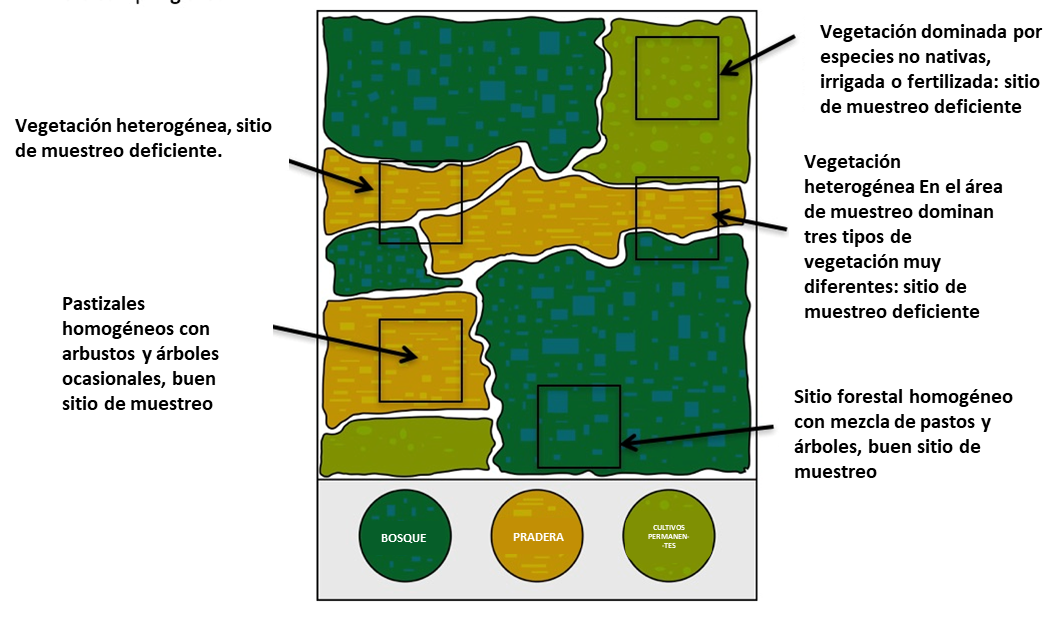 Vegetación dominada por
especies no nativas,
irrigada o fertilizada: sitio
de muestreo deficiente
Vegetación heterogénea, sitio
de muestreo deficiente.
Vegetación
heterogénea En el área
de muestreo dominan
tres tipos de
vegetación muy
diferentes: sitio de
muestreo deficiente
Pastizales
homogéneos con
arbustos y árboles
ocasionales, buen
sitio de muestreo
Sitio forestal homogéneo
con mezcla de pastos y
árboles, buen sitio de
muestreo
BOSQUE
PRADERA
CULTIVOS
PERMANEN-
-TES